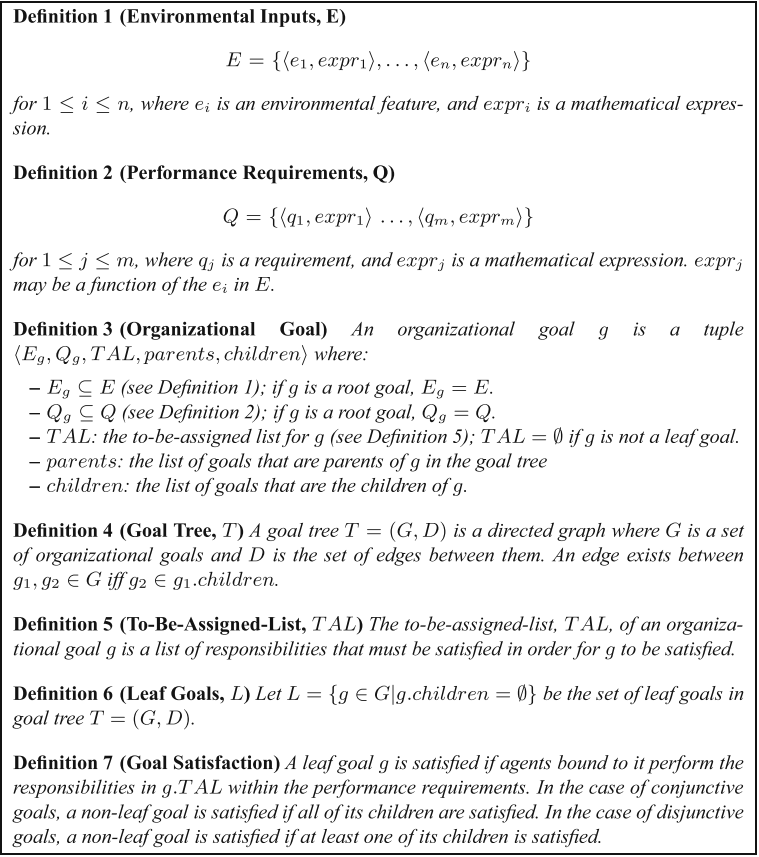 Definition 1 (Environmental Inputs, E)
E = {⟨e₁, expr₁⟩, . . . , ⟨eₙ, exprₙ⟩}
for 1 ≤ i ≤ n, where eᵢ is an environmental feature, and exprᵢ is a mathematical expres-
sion.
Definition 2 (Performance Requirements, Q)
Q = {⟨q₁, expr₁⟩ . . . , ⟨qₘ, exprₘ⟩}
for 1 ≤ j ≤ m, where qⱼ is a requirement, and exprⱼ is a mathematical expression. exprⱼ
may be a function of the eᵢ in E.
Definition 3 (Organizational Goal) An organizational goal g is a tuple
⟨E_g, Q_g, TAL, parents, children⟩ where:
– E_g ⊆ E (see Definition 1); if g is a root goal, E_g = E.
– Q_g ⊆ Q (see Definition 2); if g is a root goal, Q_g = Q.
– TAL: the to-be-assigned list for g (see Definition 5); TAL = ∅ if g is not a leaf goal.
– parents: the list of goals that are parents of g in the goal tree
– children: the list of goals that are the children of g.
Definition 4 (Goal Tree, T) A goal tree T = (G, D) is a directed graph where G is a set
of organizational goals and D is the set of edges between them. An edge exists between
g₁, g₂ ∈ G iff g₂ ∈ g₁.children.
Definition 5 (To-Be-Assigned-List, TAL) The to-be-assigned-list, TAL, of an organiza-
tional goal g is a list of responsibilities that must be satisfied in order for g to be satisfied.
Definition 6 (Leaf Goals, L) Let L = {g ∈ G|g.children = ∅} be the set of leaf goals in
goal tree T = (G, D).
Definition 7 (Goal Satisfaction) A leaf goal g is satisfied if agents bound to it perform the
responsibilities in g.TAL within the performance requirements. In the case of conjunctive
goals, a non-leaf goal is satisfied if all of its children are satisfied. In the case of disjunctive
goals, a non-leaf goal is satisfied if at least one of its children is satisfied.